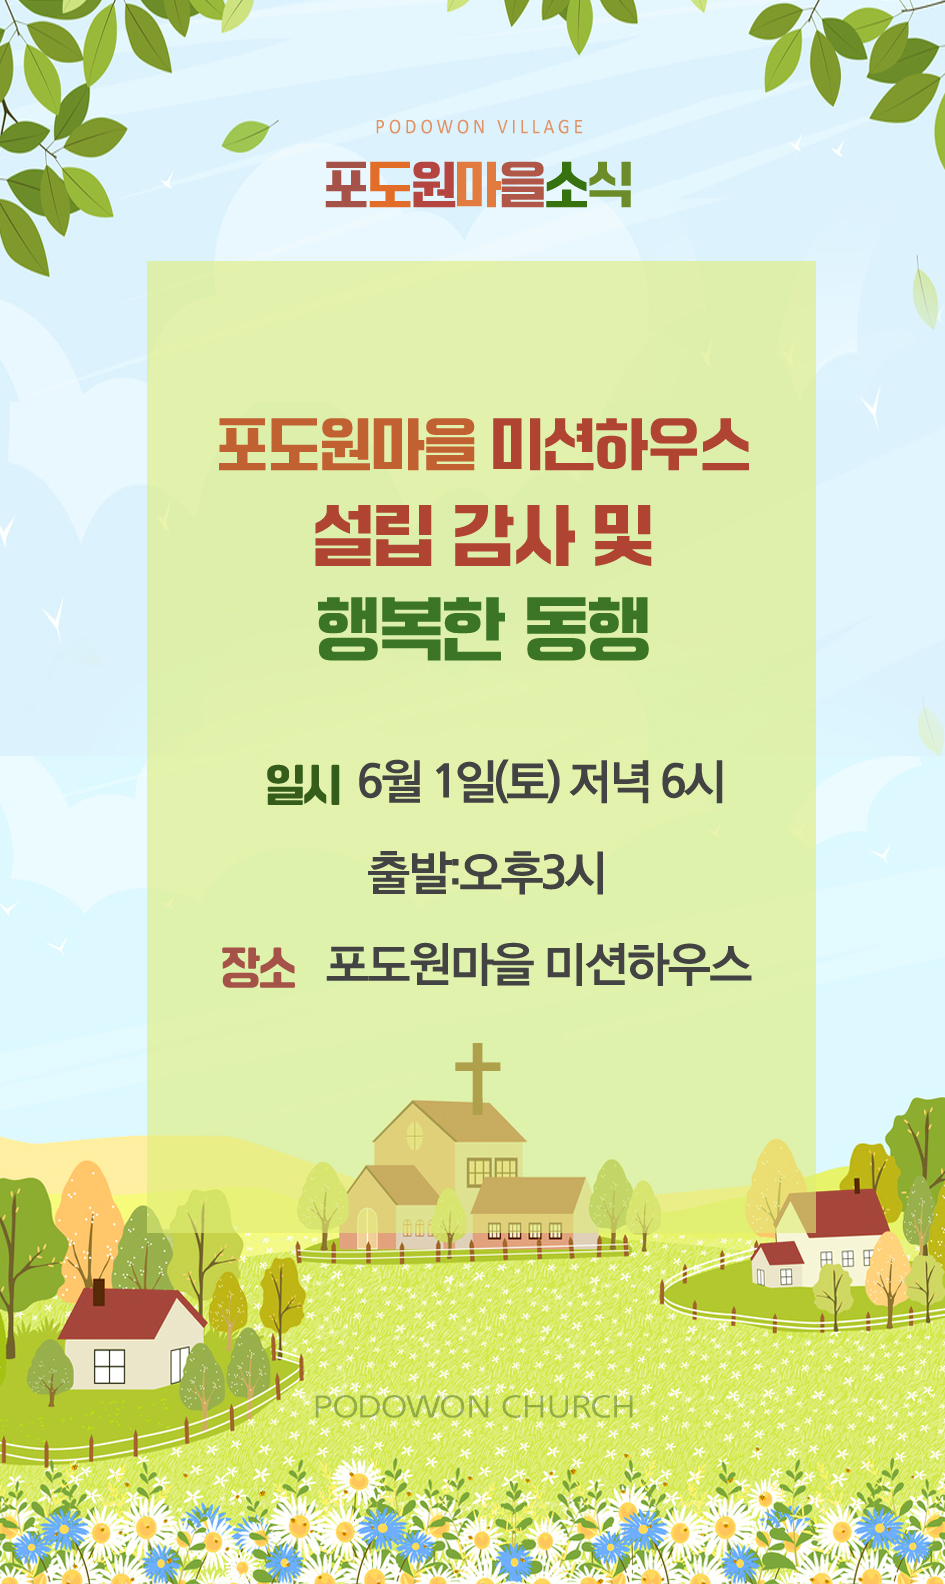 PODOWON VILLAGE
포도원마을소식
포도원마을 미션하우스
설립 감사 및
행복한 동행
일시 6월 1일(토) 저녁 6시
출발:오후3시
장소 포도원마을 미션하우스
PODOWON CHURCH